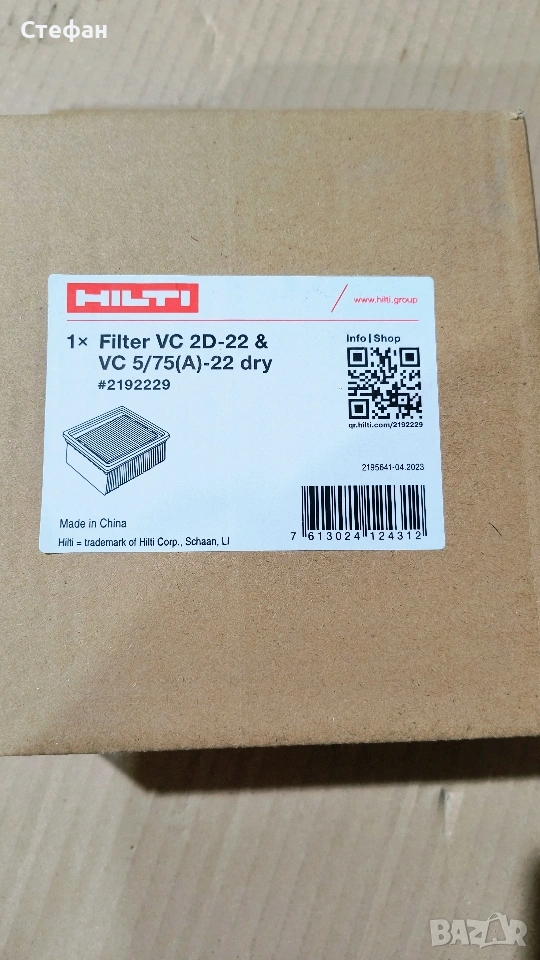 Стефан
HILTI
www.hilti.group
1× Filter VC 2D-22 &
VC 5/75(A)-22 dry
#2192229
Info | Shop
qr.hilti.com/2192229
2195641-04.2023
Made in China
Hilti = trademark of Hilti Corp., Schaan, LI
7 613024 124312
BAZAR